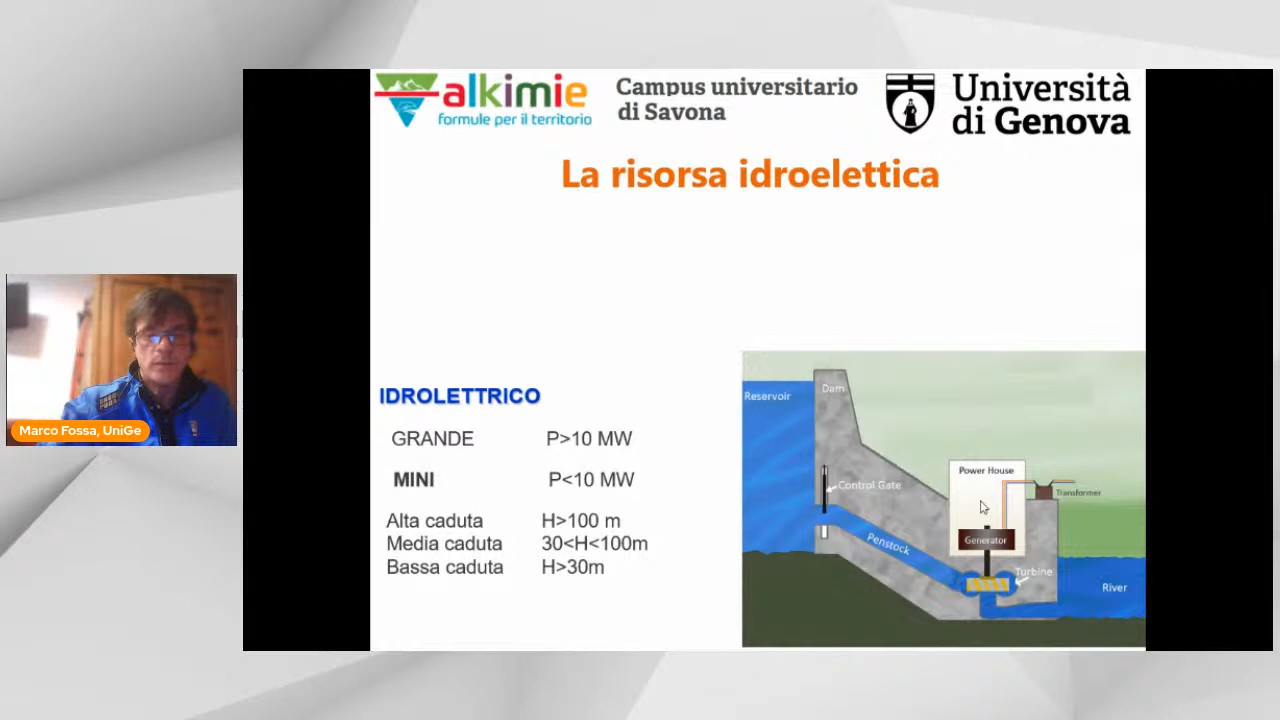 alkimie
formule per il territorio
Campus universitario
di Savona
Università
di Genova
La risorsa idroelettica
IDROLETTRICO
GRANDE P>10 MW
MINI P<10 MW
Alta caduta H>100 m
Media caduta 30<H<100m
Bassa caduta H>30m
Reservoir
Dam
Control Gate
Penstock
Power House
Transformer
Generator
Turbine
River
Marco Fossa, UniGe